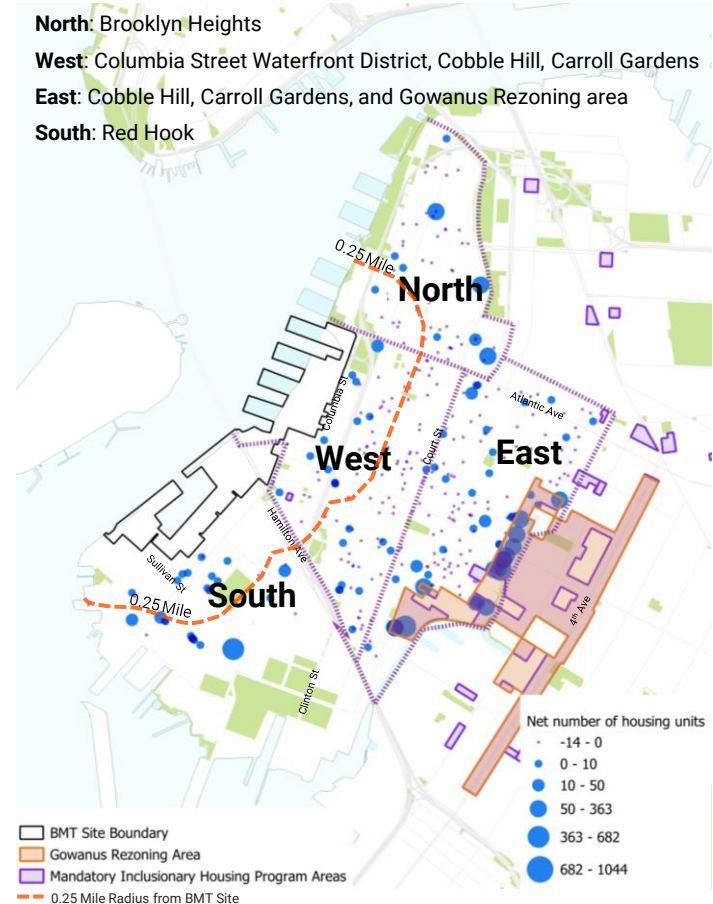 North: Brooklyn Heights
West: Columbia Street Waterfront District, Cobble Hill, Carroll Gardens
East: Cobble Hill, Carroll Gardens, and Gowanus Rezoning area
South: Red Hook
0.25 Mile
North
Columbia St
Atlantic Ave
Court St
West
East
Hamilton Ave
Sullivan St
South
0.25 Mile
4th Ave
Clinton St
Net number of housing units
-14 - 0
0 - 10
10 - 50
50 - 363
363 - 682
682 - 1044
BMT Site Boundary
Gowanus Rezoning Area
Mandatory Inclusionary Housing Program Areas
0.25 Mile Radius from BMT Site